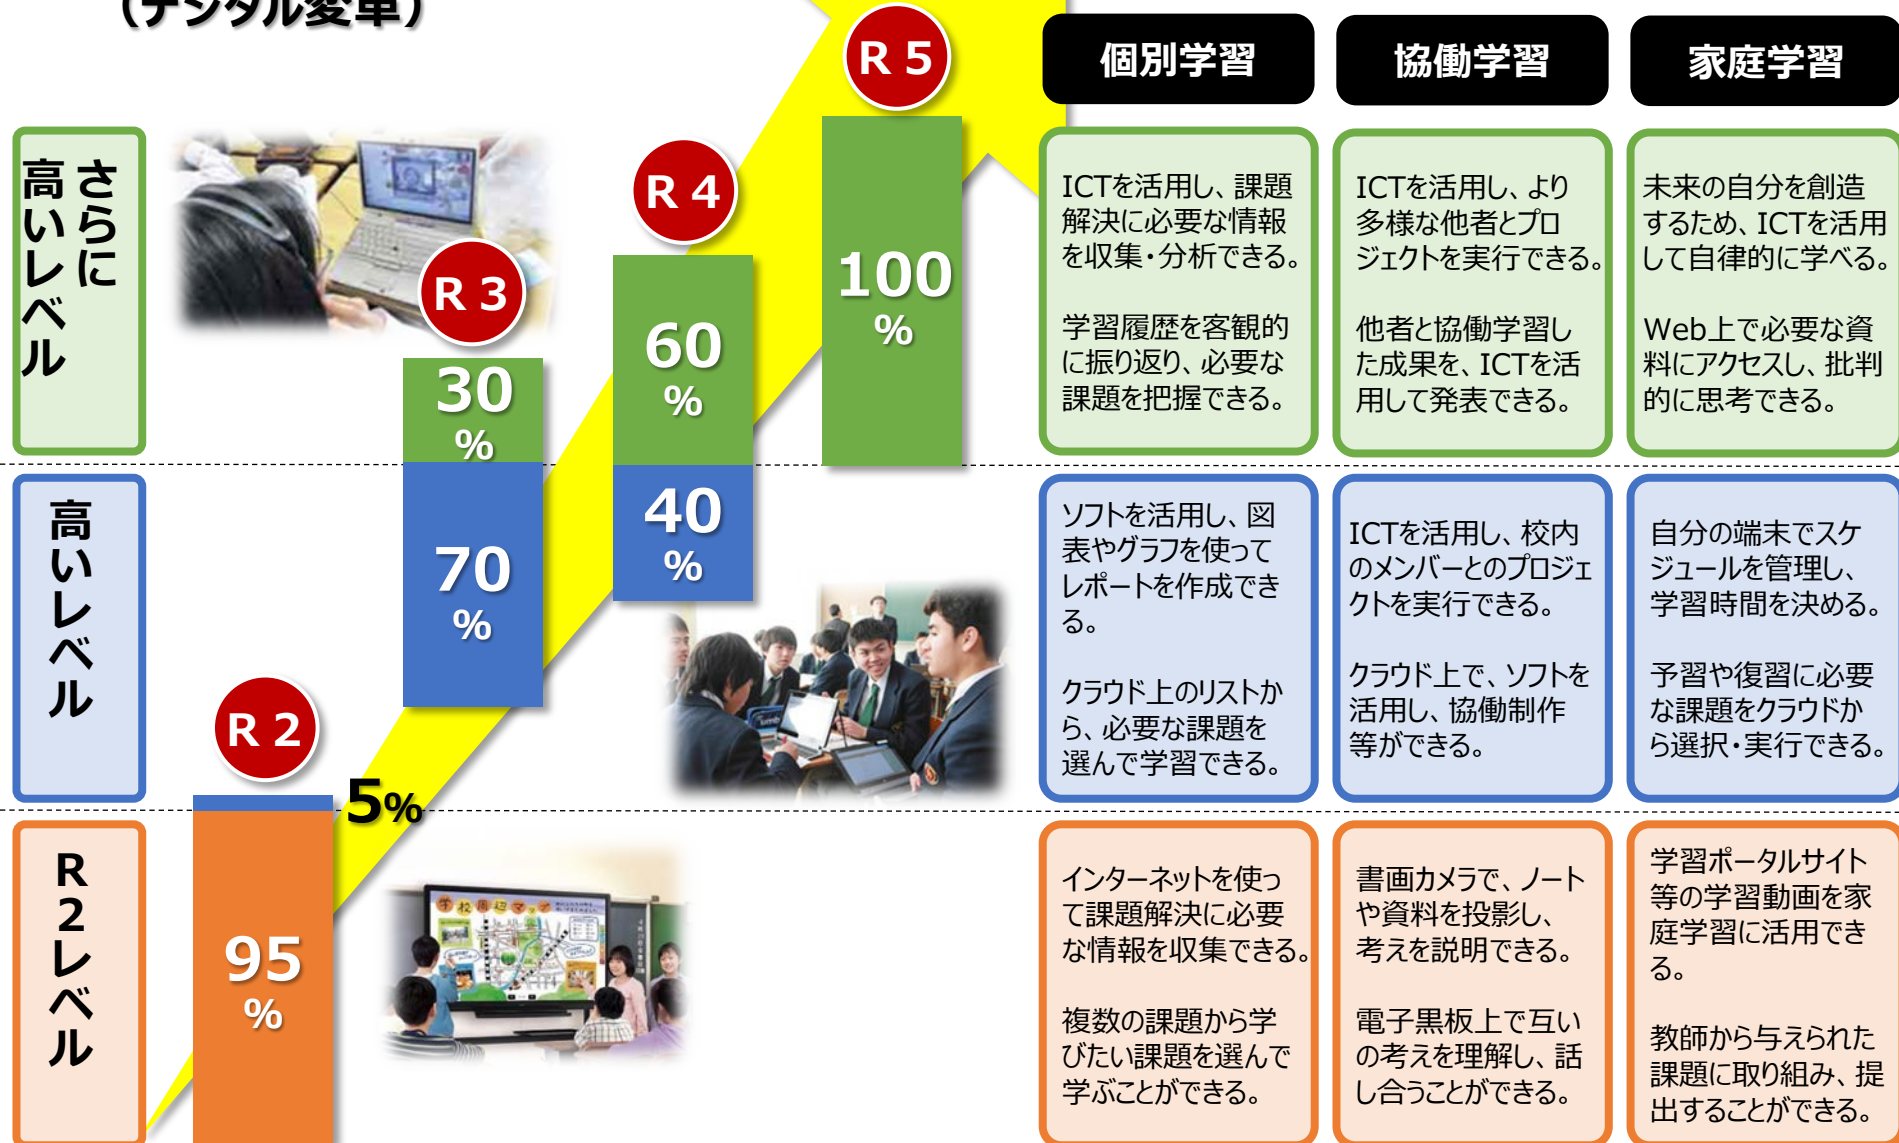 （デジタル変革）
R 5
個別学習
協働学習
家庭学習
さらに
高いレベル
R 4
R 3
100
%
60
%
30
%
ICTを活用し、課題
解決に必要な情報
を収集・分析できる。
学習履歴を客観的
に振り返り、必要な
課題を把握できる。
ICTを活用し、より
多様な他者とプロ
ジェクトを実行できる。
他者と協働学習し
た成果を、ICTを活
用して発表できる。
未来の自分を創造
するため、ICTを活用
して自律的に学べる。
Web上で必要な資
料にアクセスし、批判
的に思考できる。
高いレベル
70
%
40
%
R 2
5%
ソフトを活用し、図
表やグラフを使って
レポートを作成でき
る。
クラウド上のリストか
ら、必要な課題を
選んで学習できる。
ICTを活用し、校内
のメンバーとのプロジェ
クトを実行できる。
クラウド上で、ソフトを
活用し、協働制作
等ができる。
自分の端末でスケ
ジュールを管理し、
学習時間を決める。
予習や復習に必要
な課題をクラウドか
ら選択・実行できる。
R2レベル
95
%
学校周辺マップ
インターネットを使っ
て課題解決に必要
な情報を収集できる。
複数の課題から学
びたい課題を選んで
学ぶことができる。
書画カメラで、ノート
や資料を投影し、
考えを説明できる。
電子黒板上で互い
の考えを理解し、話
し合うことができる。
学習ポータルサイト
等の学習動画を家
庭学習に活用でき
る。
教師から与えられた
課題に取り組み、提
出することができる。